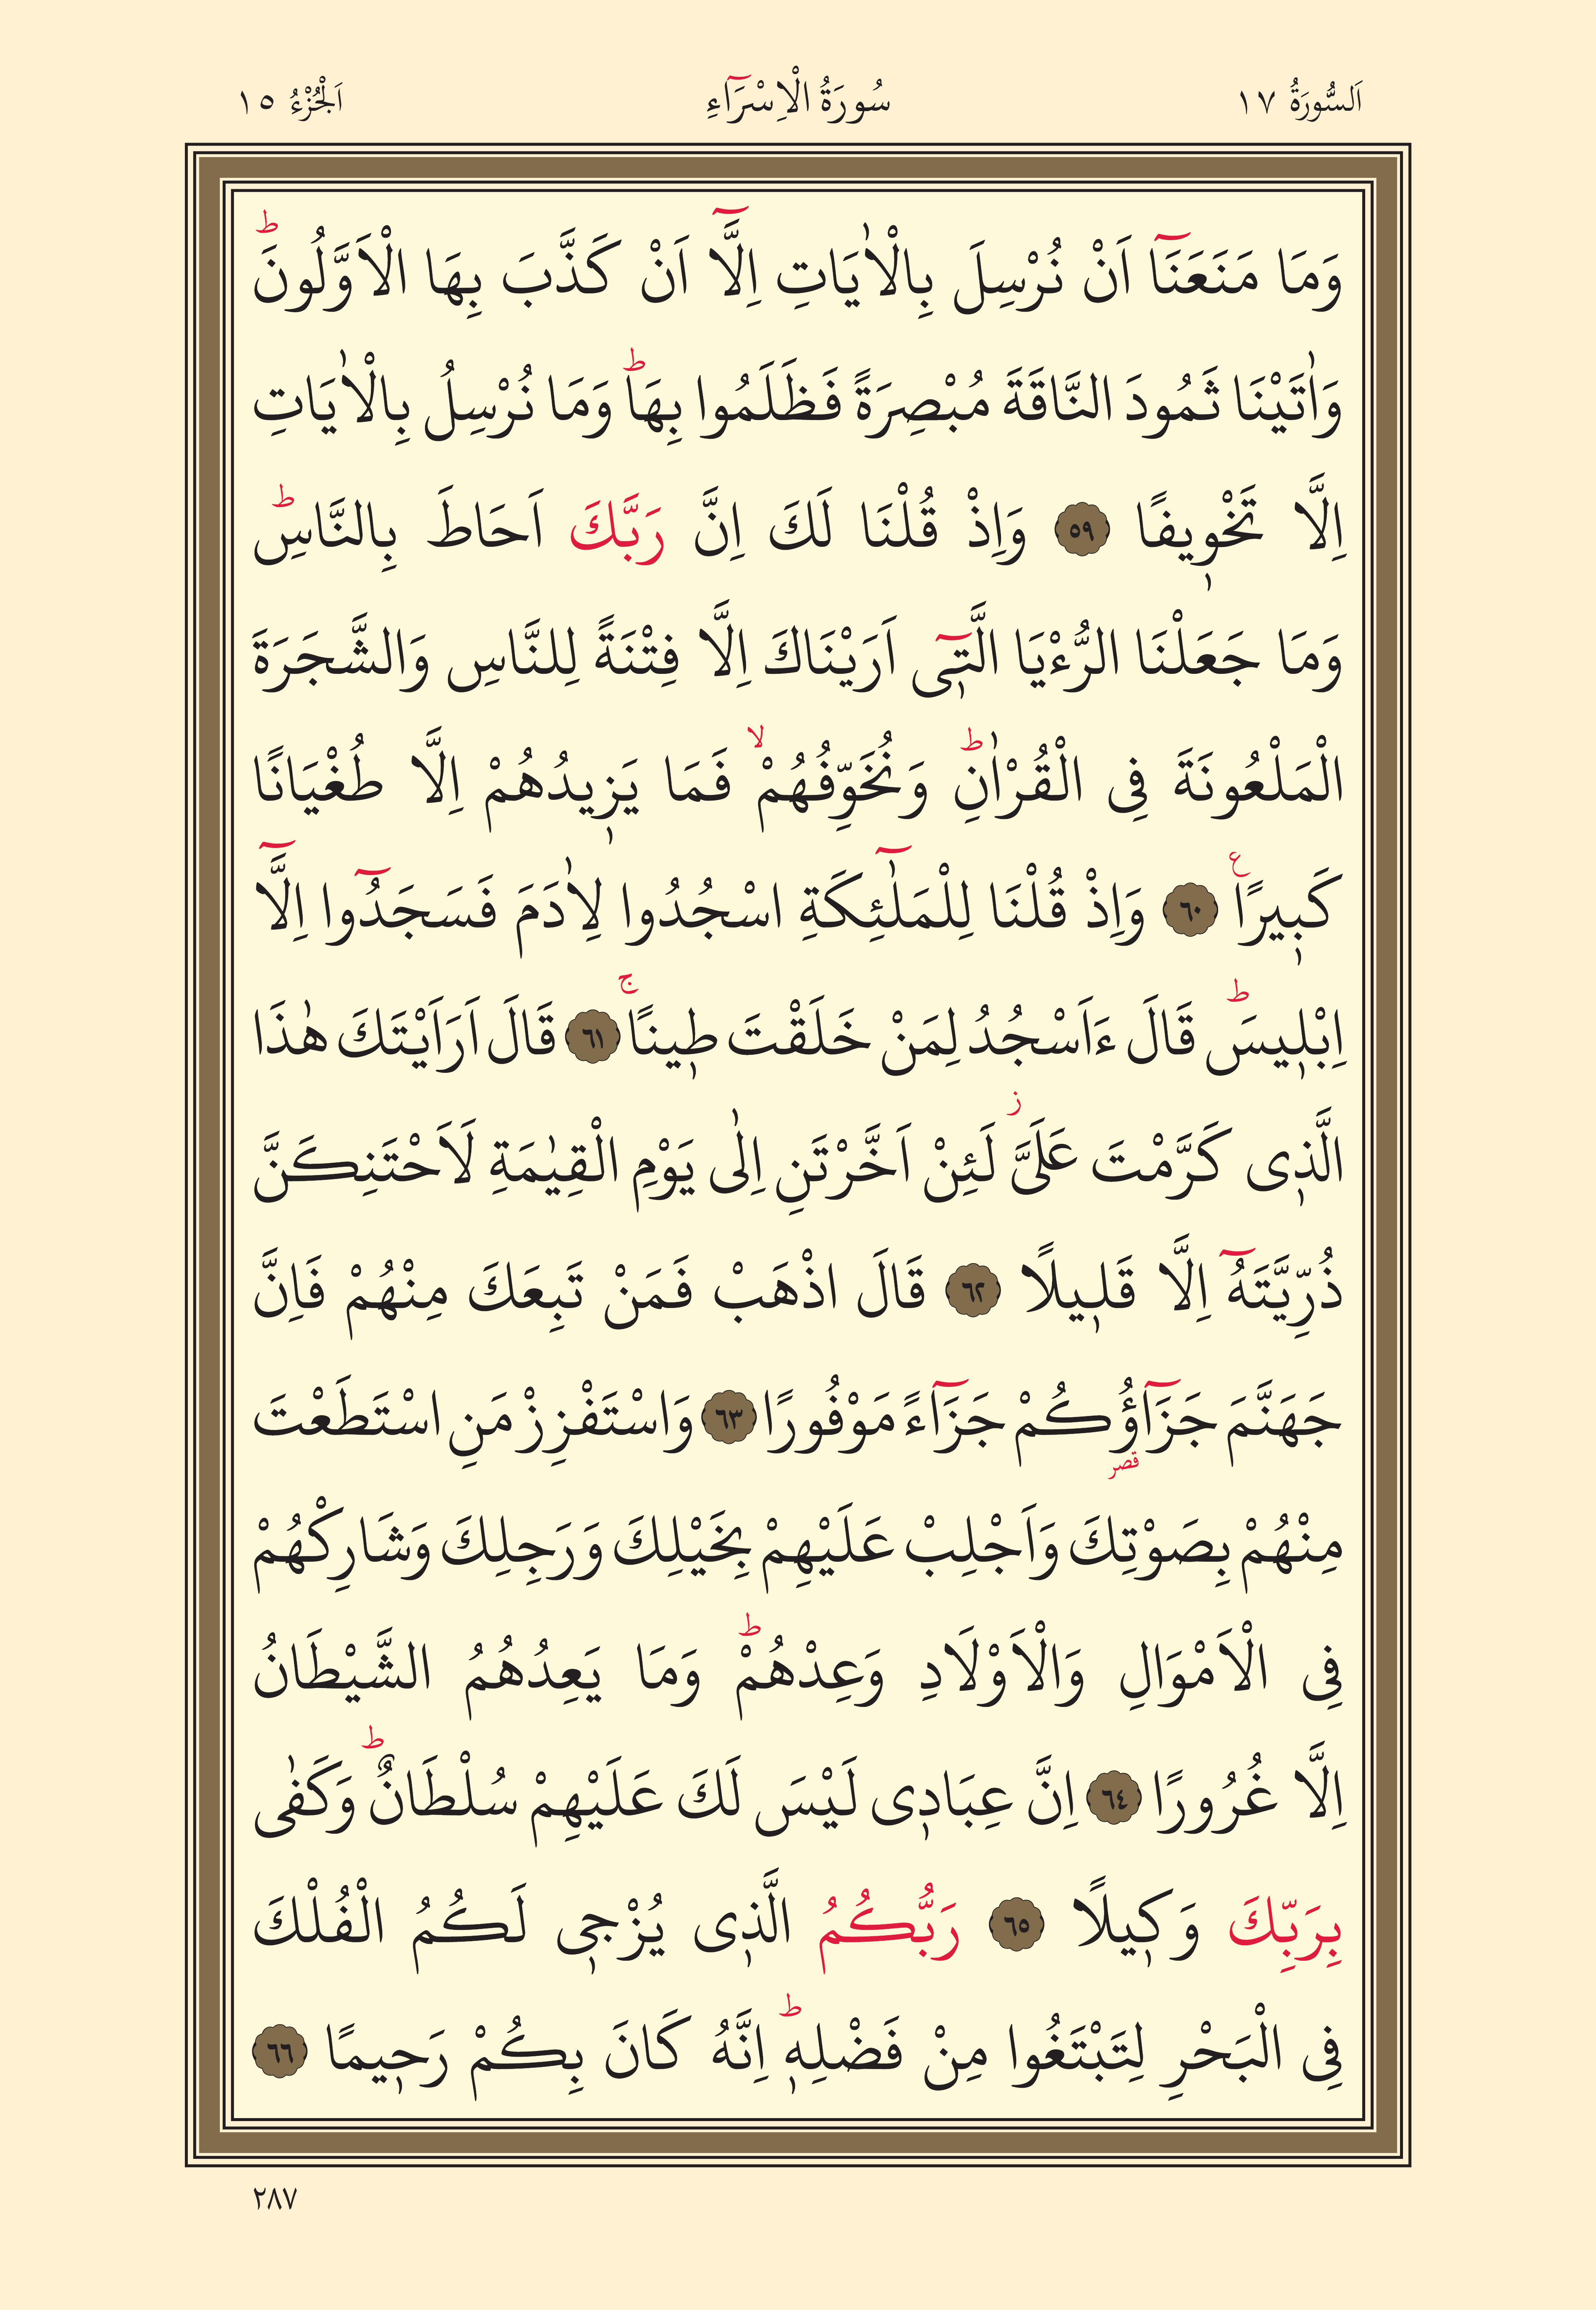 اَلسُّورَةُ ١٧ سُورَةُ الْاِسْرَٓاءِ اَلْجُزْءُ ١٥
وَمَا مَنَعَنَٓا اَنْ نُرْسِلَ بِالْاٰيَاتِ اِلَّٓا اَنْ كَذَّبَ بِهَا الْاَوَّلُونَۜ
وَاٰتَيْنَا ثَمُودَ النَّاقَةَ مُبْصِرَةً فَظَلَمُوا بِهَاۜ وَمَا نُرْسِلُ بِالْاٰيَاتِ
اِلَّا تَخْو۪يفًا ﴿٥٩﴾ وَاِذْ قُلْنَا لَكَ اِنَّ رَبَّكَ اَحَاطَ بِالنَّاسِۜ
وَمَا جَعَلْنَا الرُّءْيَا الَّت۪ٓى اَرَيْنَاكَ اِلَّا فِتْنَةً لِلنَّاسِ وَالشَّجَرَةَ
الْمَلْعُونَةَ فِى الْقُرْاٰنِۜ وَنُخَوِّفُهُمْۙ فَمَا يَز۪يدُهُمْ اِلَّا طُغْيَانًا
كَب۪يرًاࣖ ﴿٦٠﴾ وَاِذْ قُلْنَا لِلْمَلٰٓئِكَةِ اسْجُدُوا لِاٰدَمَ فَسَجَدُٓوا اِلَّٓا
اِبْل۪يسَۜ قَالَ ءَاَسْجُدُ لِمَنْ خَلَقْتَ ط۪ينًاۚ ﴿٦١﴾ قَالَ اَرَاَيْتَكَ هٰذَا
الَّذ۪ى كَرَّمْتَ عَلَىَّۘ لَئِنْ اَخَّرْتَنِ اِلٰى يَوْمِ الْقِيٰمَةِ لَاَحْتَنِكَنَّ
ذُرِّيَّتَهُٓ اِلَّا قَل۪يلًا ﴿٦٢﴾ قَالَ اذْهَبْ فَمَنْ تَبِعَكَ مِنْهُمْ فَاِنَّ
جَهَنَّمَ جَزَٓاؤُ۬كُمْ جَزَٓاءً مَوْفُورًا ﴿٦٣﴾ وَاسْتَفْزِزْ مَنِ اسْتَطَعْتَ
قصر
مِنْهُمْ بِصَوْتِكَ وَاَجْلِبْ عَلَيْهِمْ بِخَيْلِكَ وَرَجِلِكَ وَشَارِكْهُمْ
فِى الْاَمْوَالِ وَالْاَوْلَادِ وَعِدْهُمْۜ وَمَا يَعِدُهُمُ الشَّيْطَانُ
اِلَّا غُرُورًا ﴿٦٤﴾ اِنَّ عِبَاد۪ى لَيْسَ لَكَ عَلَيْهِمْ سُلْطَانٌۜ وَكَفٰى
بِرَبِّكَ وَك۪يلًا ﴿٦٥﴾ رَبُّكُمُ الَّذ۪ى يُزْج۪ى لَكُمُ الْفُلْكَ
فِى الْبَحْرِ لِتَبْتَغُوا مِنْ فَضْلِه۪ۜ اِنَّهُ كَانَ بِكُمْ رَح۪يمًا ﴿٦٦﴾
٢٨٧